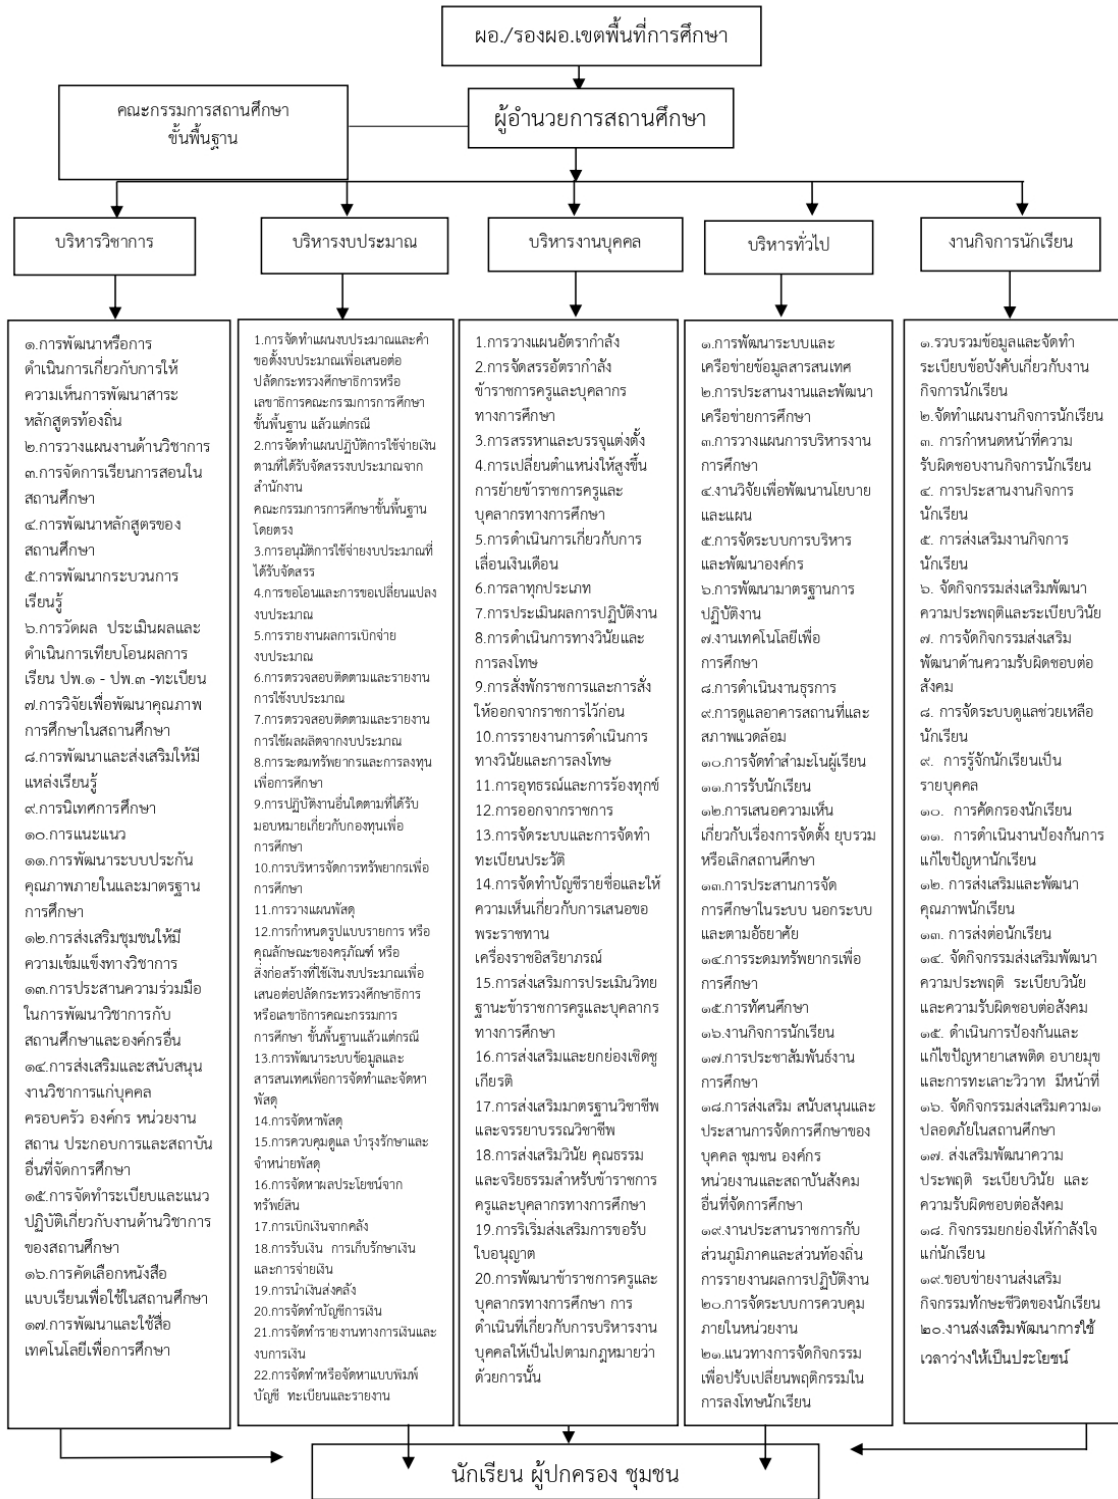 ผอ./รองผอ.เขตพื้นที่การศึกษา
คณะกรรมการสถานศึกษา
ขั้นพื้นฐาน
ผู้อำนวยการสถานศึกษา
บริหารวิชาการ
บริหารงบประมาณ
บริหารงานบุคคล
บริหารทั่วไป
งานกิจการนักเรียน
๑.การพัฒนาหรือการ
ดำเนินการเกี่ยวกับการให้
ความเห็นการพัฒนาสาระ
หลักสูตรท้องถิ่น
๒.การวางแผนงานด้านวิชาการ
๓.จัดการเรียนการสอนใน
สถานศึกษา
๔.การพัฒนาหลักสูตรของ
สถานศึกษา
๕.การพัฒนากระบวนการ
เรียนรู้
๖.การวัดผล ประเมินผลและ
ดำเนินการเทียบโอนผลการ
เรียน ปพ.๑ - ปพ.๓ -ทะเบียน
๗.การวิจัยเพื่อพัฒนาคุณภาพ
การศึกษาในสถานศึกษา
๘.การพัฒนาและส่งเสริมให้มี
แหล่งเรียนรู้
๙.การนิเทศการศึกษา
๑๐.การแนะแนว
๑๑.การพัฒนาระบบประกัน
คุณภาพภายในและมาตรฐาน
การศึกษา
๑๒.การส่งเสริมชุมชนให้มี
ความเข้มแข็งทางวิชาการ
๑๓.การประสานความร่วมมือ
ในการพัฒนาวิชาการกับ
สถานศึกษาและองค์กรอื่น
๑๔.การส่งเสริมและสนับสนุน
งานวิชาการแก่บุคคล
ครอบครัว องค์กร หน่วยงาน
สถาน ประกอบการและสถาบัน
อื่นที่จัดการศึกษา
๑๕.การจัดทำระเบียบและแนว
ปฏิบัติเกี่ยวกับงานด้านวิชาการ
ของสถานศึกษา
๑๖.การคัดเลือกหนังสือ
แบบเรียนเพื่อใช้ในสถานศึกษา
๑๗.การพัฒนาและใช้สื่อ
เทคโนโลยีเพื่อการศึกษา
1.การจัดทำแผนงบประมาณและคำ
ขอตั้งงบประมาณเพื่อเสนอต่อ
ปลัดกระทรวงศึกษาธิการหรือ
เลขาธิการคณะกรรมการการศึกษา
ขั้นพื้นฐาน แล้วแต่กรณี
2.การจัดทำแผนปฏิบัติการใช้จ่ายเงิน
ตามที่ได้รับจัดสรรงบประมาณจาก
สำนักงาน
คณะกรรมการการศึกษาขั้นพื้นฐาน
โดยตรง
3.การอนุมัติการใช้จ่ายงบประมาณที่
ได้รับจัดสรร
4.การขอโอนและการขอเปลี่ยนแปลง
งบประมาณ
5.การรายงานผลการเบิกจ่าย
งบประมาณ
6.การตรวจสอบติดตามและรายงาน
การใช้งบประมาณ
7.การตรวจสอบติดตามและรายงาน
การใช้ผลผลิตจากงบประมาณ
8.การระดมทรัพยากรและการลงทุน
เพื่อการศึกษา
9.การปฏิบัติงานอื่นใดตามที่ได้รับ
มอบหมายเกี่ยวกับกองทุนเพื่อ
การศึกษา
10.การบริหารจัดการทรัพยากรเพื่อ
การศึกษา
11.การวางแผนพัสดุ
12.การกำหนดรูปแบบรายการ หรือ
คุณลักษณะของครุภัณฑ์ หรือ
สิ่งก่อสร้างที่ใช้เงินงบประมาณเพื่อ
เสนอต่อปลัดกระทรวงศึกษาธิการ
หรือเลขาธิการคณะกรรมการ
การศึกษา ขั้นพื้นฐานแล้วแต่กรณี
13.การพัฒนาระบบข้อมูลและ
สารสนเทศเพื่อการจัดทำและจัดหา
พัสดุ
14.การจัดหาพัสดุ
15.การควบคุมดูแล บำรุงรักษาและ
จำหน่ายพัสดุ
16.การจัดหาผลประโยชน์จาก
ทรัพย์สิน
17.การเบิกเงินจากคลัง
18.การรับเงิน การเก็บรักษาเงิน
และการจ่ายเงิน
19.การนำเงินส่งคลัง
20.การจัดทำบัญชีการเงิน
21.การจัดทำรายงานทางการเงินและ
งบการเงิน
22.การจัดทำหรือจัดหาแบบพิมพ์
บัญชี ทะเบียนและรายงาน
1.การวางแผนอัตรากำลัง
2.การจัดสรรอัตรากำลัง
ข้าราชการครูและบุคลากร
ทางการศึกษา
3.การสรรหาและบรรจุแต่งตั้ง
4.การเปลี่ยนตำแหน่งให้สูงขึ้น
การย้ายข้าราชการครูและ
บุคลากรทางการศึกษา
5.การดำเนินการเกี่ยวกับการ
เลื่อนเงินเดือน
6.การลาทุกประเภท
7.การประเมินผลการปฏิบัติงาน
8.การดำเนินการทางวินัยและ
การลงโทษ
9.การสั่งพักราชการและการสั่ง
ให้ออกจากราชการไว้ก่อน
10.การรายงานการดำเนินการ
ทางวินัยและการลงโทษ
11.การอุทธรณ์และการร้องทุกข์
12.การออกจากราชการ
13.การจัดระบบและการจัดทำ
ทะเบียนประวัติ
14.การจัดทำบัญชีรายชื่อและให้
ความเห็นเกี่ยวกับการเสนอขอ
พระราชทาน
เครื่องราชอิสริยาภรณ์
15.การส่งเสริมการประเมินวิทย
ฐานะข้าราชการครูและบุคลากร
ทางการศึกษา
16.การส่งเสริมและยกย่องเชิดชู
เกียรติ
17.การส่งเสริมมาตรฐานวิชาชีพ
และจรรยาบรรณวิชาชีพ
18.การส่งเสริมวินัย คุณธรรม
และจริยธรรมสำหรับข้าราชการ
ครูและบุคลากรทางการศึกษา
19.การริเริ่มส่งเสริมการขอรับ
ใบอนุญาต
20.การพัฒนาข้าราชการครูและ
บุคลากรทางการศึกษา การ
ดำเนินที่เกี่ยวกับการบริหารงาน
บุคคลให้เป็นไปตามกฎหมายว่า
ด้วยการนั้น
๑.การพัฒนาระบบและ
เครือข่ายข้อมูลสารสนเทศ
๒.การประสานงานและพัฒนา
เครือข่ายการศึกษา
๓.การวางแผนการบริหารงาน
การศึกษา
๔.งานวิจัยเพื่อพัฒนานโยบาย
และแผน
๕.การจัดระบบการบริหาร
และพัฒนาองค์กร
๖.การพัฒนามาตรฐานการ
ปฏิบัติงาน
๗.งานเทคโนโลยีเพื่อ
การศึกษา
๘.การดำเนินงานธุรการ
๙.การดูแลอาคารสถานที่และ
สภาพแวดล้อม
๑๐.การจัดทำสำมะโนผู้เรียน
๑๑.การรับนักเรียน
๑๒.การเสนอความเห็น
เกี่ยวกับเรื่องการจัดตั้ง ยุบรวม
หรือเลิกสถานศึกษา
๑๓.การประสานการจัด
การศึกษาในระบบ นอกระบบ
และตามอัธยาศัย
๑๔.การระดมทรัพยากรเพื่อ
การศึกษา
๑๕.การทัศนศึกษา
๑๖.งานกิจการนักเรียน
๑๗.การประชาสัมพันธ์งาน
การศึกษา
๑๘.การส่งเสริม สนับสนุนและ
ประสานการจัดการศึกษาของ
บุคคล ชุมชน องค์กร
หน่วยงานและสถาบันสังคม
อื่นที่จัดการศึกษา
๑๙.งานประสานราชการกับ
ส่วนภูมิภาคและส่วนท้องถิ่น
การรายงานผลการปฏิบัติงาน
๒๐.การจัดระบบการควบคุม
ภายในหน่วยงาน
๒๑.แนวทางการจัดกิจกรรม
เพื่อปรับเปลี่ยนพฤติกรรมใน
การลงโทษนักเรียน
๑.รวบรวมข้อมูลและจัดทำ
ระเบียบข้อบังคับเกี่ยวกับงาน
กิจการนักเรียน
๒.จัดทำแผนงานกิจการนักเรียน
๓. การกำหนดหน้าที่ความ
รับผิดชอบงานกิจการนักเรียน
๔. การประสานงานกิจการ
นักเรียน
๕. การส่งเสริมงานกิจการ
นักเรียน
๖. จัดกิจกรรมส่งเสริมพัฒนา
ความประพฤติและระเบียบวินัย
๗. การจัดกิจกรรมส่งเสริม
พัฒนาด้านความรับผิดชอบต่อ
สังคม
๘. การจัดระบบดูแลช่วยเหลือ
นักเรียน
๙. การรู้จักนักเรียนเป็น
รายบุคคล
๑๐. การคัดกรองนักเรียน
๑๑. การดำเนินงานป้องกันการ
แก้ไขปัญหานักเรียน
๑๒. การส่งเสริมและพัฒนา
คุณภาพนักเรียน
๑๓. การส่งต่อนักเรียน
๑๔. จัดกิจกรรมส่งเสริมพัฒนา
ความประพฤติ ระเบียบวินัย
และความรับผิดชอบต่อสังคม
๑๕. ดำเนินการป้องกันและ
แก้ไขปัญหายาเสพติด อบายมุข
และการทะเลาะวิวาท มีหน้าที่
๑๖. จัดกิจกรรมส่งเสริมความ๑
ปลอดภัยในสถานศึกษา
๑๗. ส่งเสริมพัฒนาความ
ประพฤติ ระเบียบวินัย และ
ความรับผิดชอบต่อสังคม
๑๘. กิจกรรมยกย่องให้กำลังใจ
แก่นักเรียน
๑๙.ขอบข่ายงานส่งเสริม
กิจกรรมทักษะชีวิตของนักเรียน
๒๐.งานส่งเสริมพัฒนาการใช้
เวลาว่างให้เป็นประโยชน์
นักเรียน ผู้ปกครอง ชุมชน